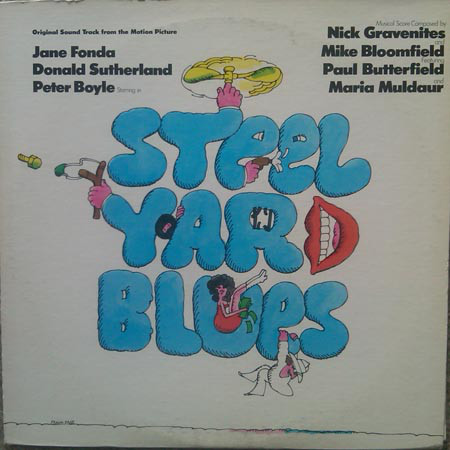 Original Sound Track from the Motion Picture
Jane Fonda
Donald Sutherland
Peter Boyle Starring in
Musical Score Composed by
Nick Gravenites
and
Mike Bloomfield
Featuring
Paul Butterfield
and
Maria Muldaur
STEEL
YARD
BLUES